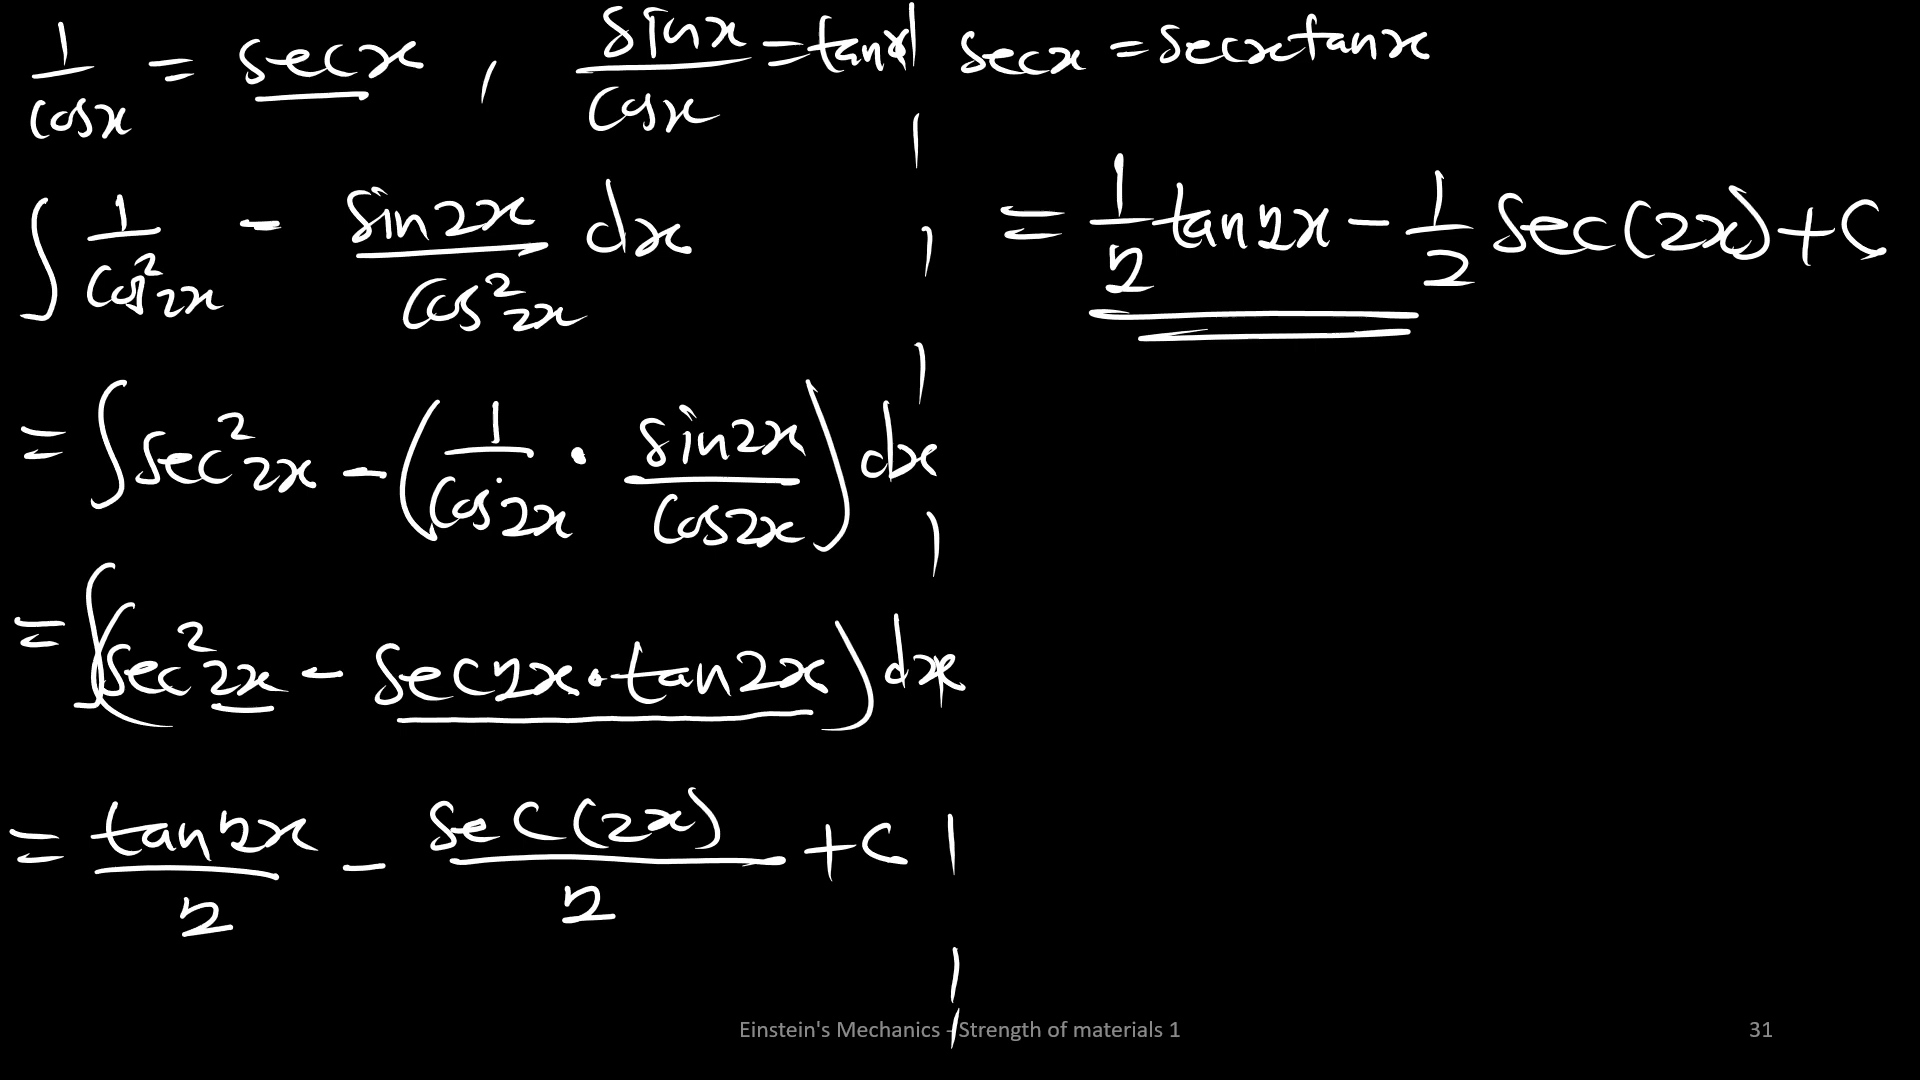 1/cosx = secx , sinx/cosx = tanx
∫ 1/cos²2x - sin2x/cos²2x dx
= ∫ sec²2x - (1/cos2x · sin2x/cos2x) dx
= ∫(sec²2x - sec2x·tan2x) dx
= tan2x/2 - sec(2x)/2 + c
secx = secxtanx
= 1/2 tan2x - 1/2 sec(2x) + c
Einstein's Mechanics - Strength of materials 1
31